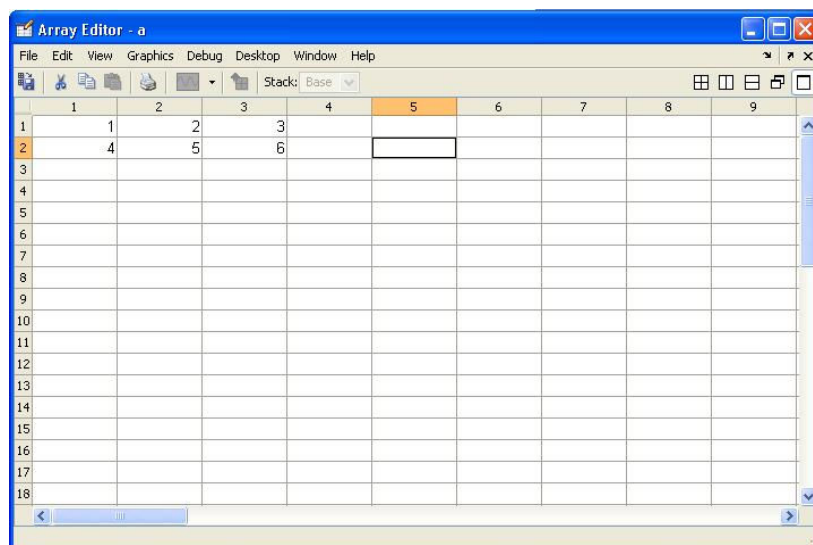 Array Editor - a
File Edit View Graphics Debug Desktop Window Help
Stack: Base
1 2 3 4 5 6 7 8 9
1 1 2 3
2 4 5 6
3
4
5
6
7
8
9
10
11
12
13
14
15
16
17
18